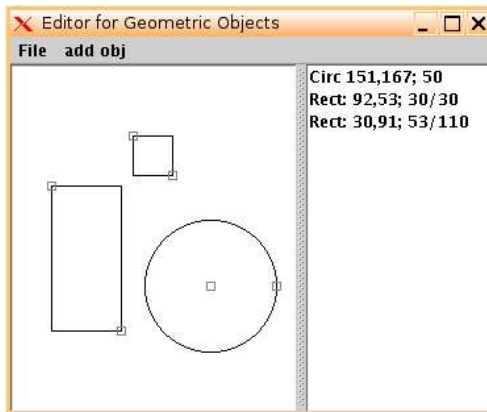 Editor for Geometric Objects
File add obj
Circ 151,167; 50
Rect: 92,53; 30/30
Rect: 30,91; 53/110